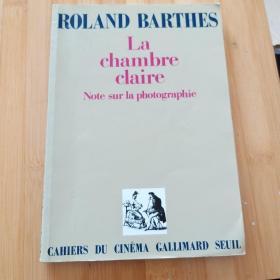 ROLAND BARTHES
La
chambre
claire
Note sur la photographie
CAHIERS DU CINÉMA GALLIMARD SEUIL